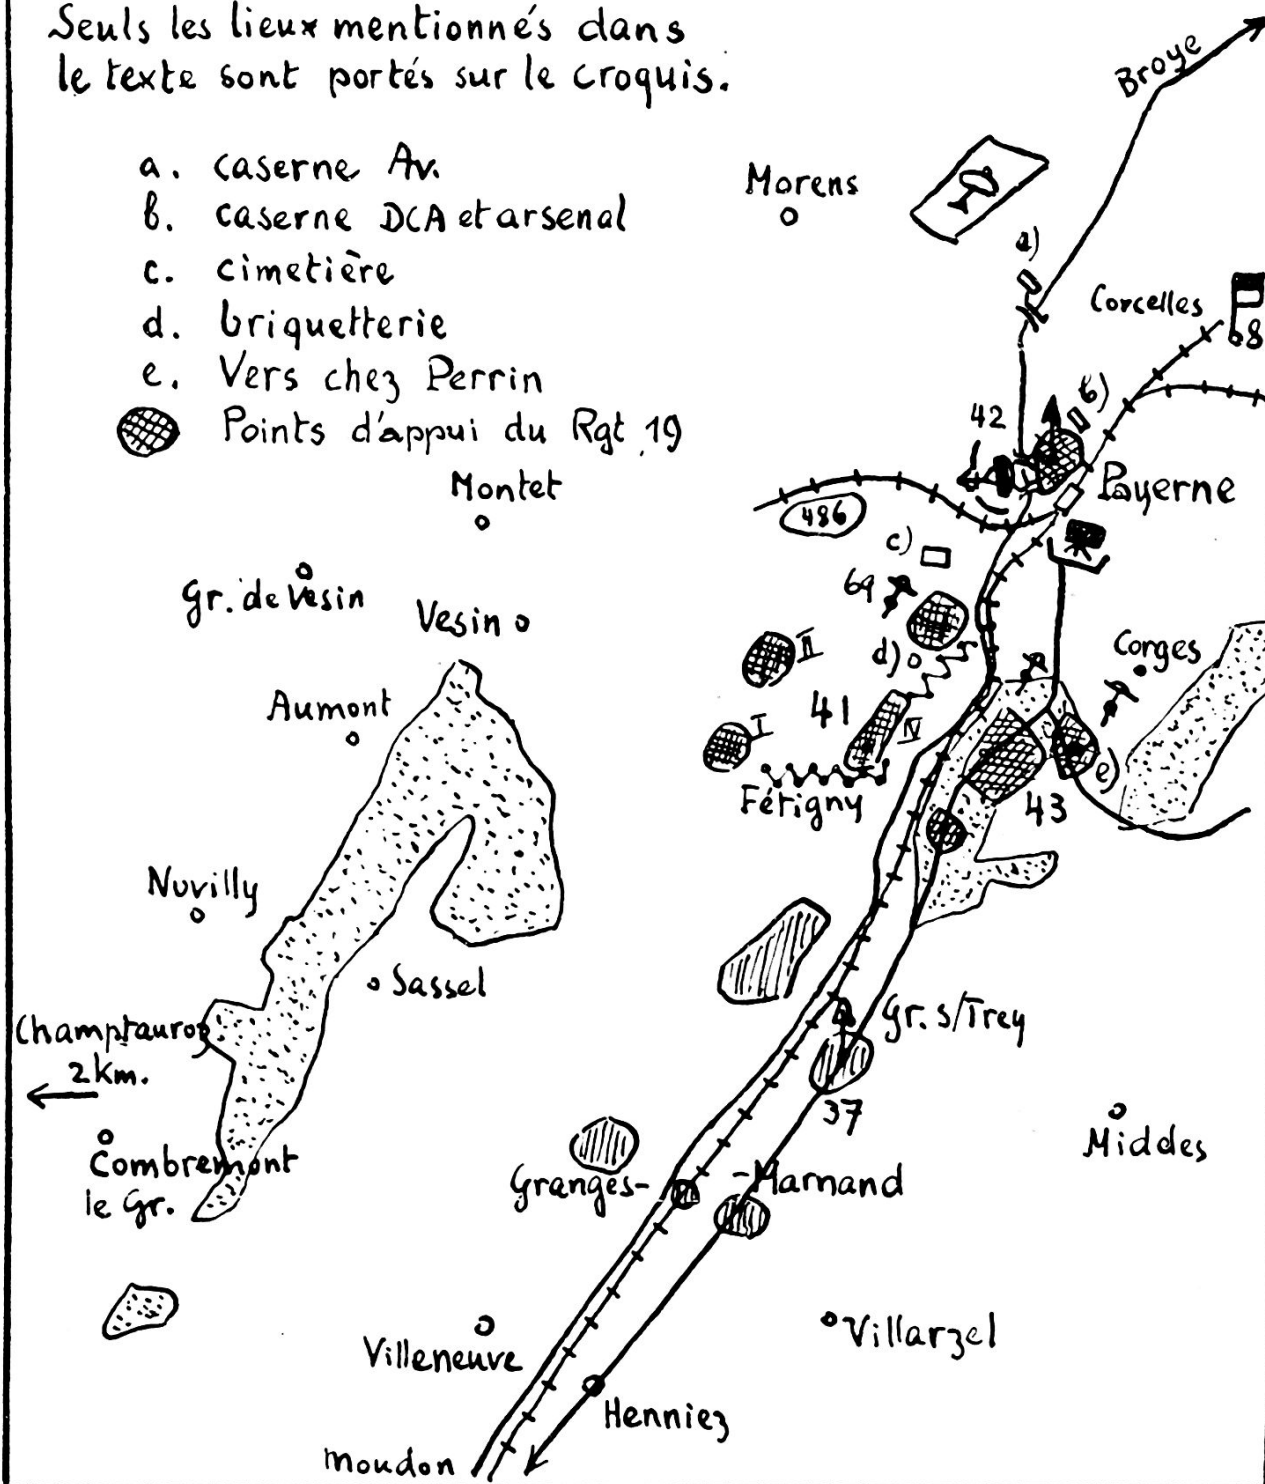 Seuls les lieux mentionnés dans
le texte sont portés sur le croquis.
a. caserne Av.
b. caserne DCA et arsenal
c. cimetière
d. briquetterie
e. Vers chez Perrin
Points d'appui du Rgt 19
Broye
Morens
a)
Corcelles
68
b)
42
Montet
Payerne
486
c)
Gr. de Vesin
69
Vesin
II
d)
Corges
Aumont
41
I
IV
e)
Fétigny
43
Nuvilly
Sassel
Champtauroz
2 km.
Gr. s/Trey
37
Middes
Combremont
le Gr.
Granges-
-Marnand
Villarzel
Villeneuve
Henniez
Moudon